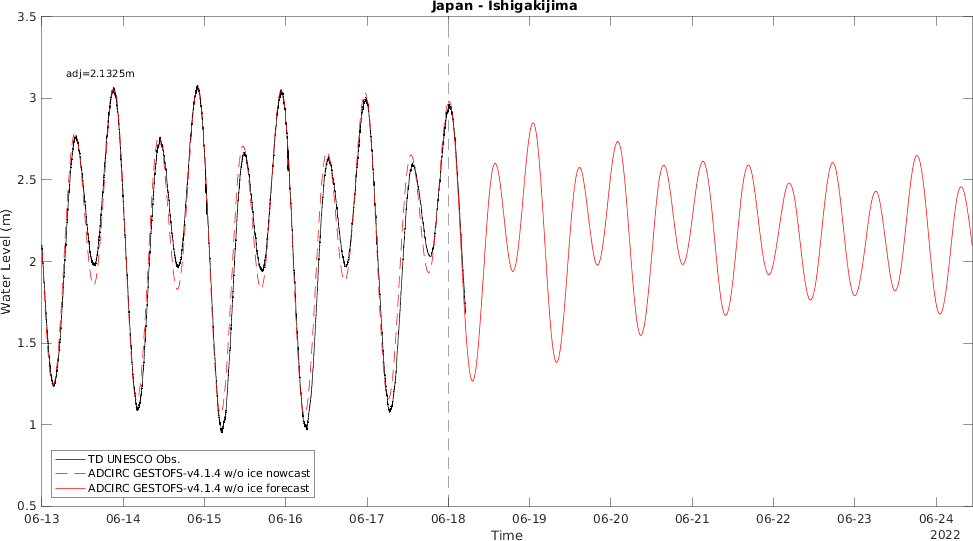 Japan - Ishigakijima
adj=2.1325m
3.5
3
2.5
2
1.5
1
0.5
Water Level (m)
TD UNESCO Obs.
ADCIRC GESTOFS-v4.1.4 w/o ice nowcast
ADCIRC GESTOFS-v4.1.4 w/o ice forecast
06-13 06-14 06-15 06-16 06-17 06-18 06-19 06-20 06-21 06-22 06-23 06-24
Time
2022